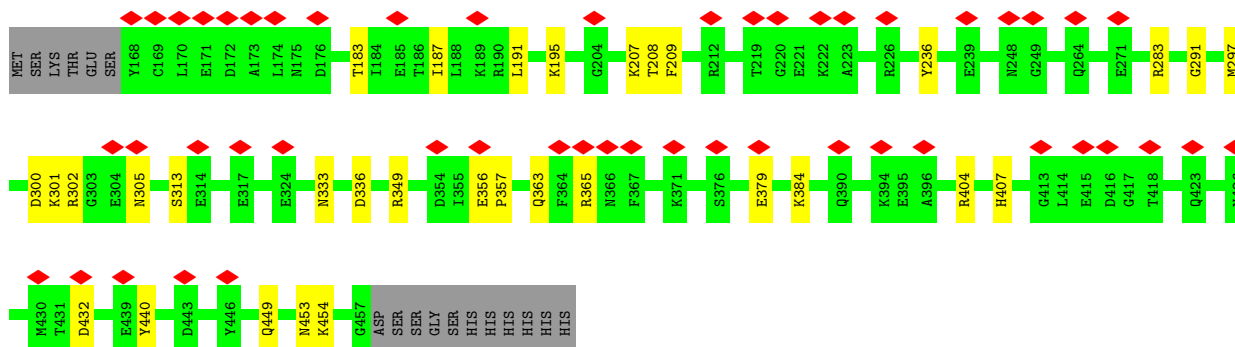 MET SER LYS THR GLU SER Y168 C169 L170 E171 D172 A173 L174 N175 D176 T183 I184 E185 T186 I187 L188 K189 R190 L191 K195 G204 K207 T208 F209 R212 T219 G220 E221 K222 A223 R226 Y236 E239 N248 G249 Q264 E271 R283 G291 M297
D300 K301 R302 G303 E304 N305 S313 E314 E317 E324 N333 D336 R349 D354 I355 E356 P357 Q363 F364 R365 N366 F367 K371 S376 E379 K384 Q390 K394 E395 A396 R404 H407 G413 L414 E415 D416 G417 T418 Q423
M430 T431 D432 E439 Y440 D443 Y446 Q449 N453 K454 G457 ASP SER SER GLY SER HIS HIS HIS HIS HIS HIS